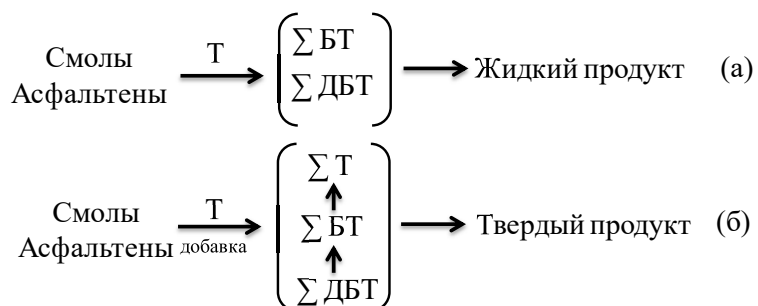 Смолы
Асфальтены
Т
∑ БТ
∑ ДБТ
Жидкий продукт
(а)
Смолы
Асфальтены
Т
добавка
∑ Т
∑ БТ
∑ ДБТ
Твердый продукт
(б)